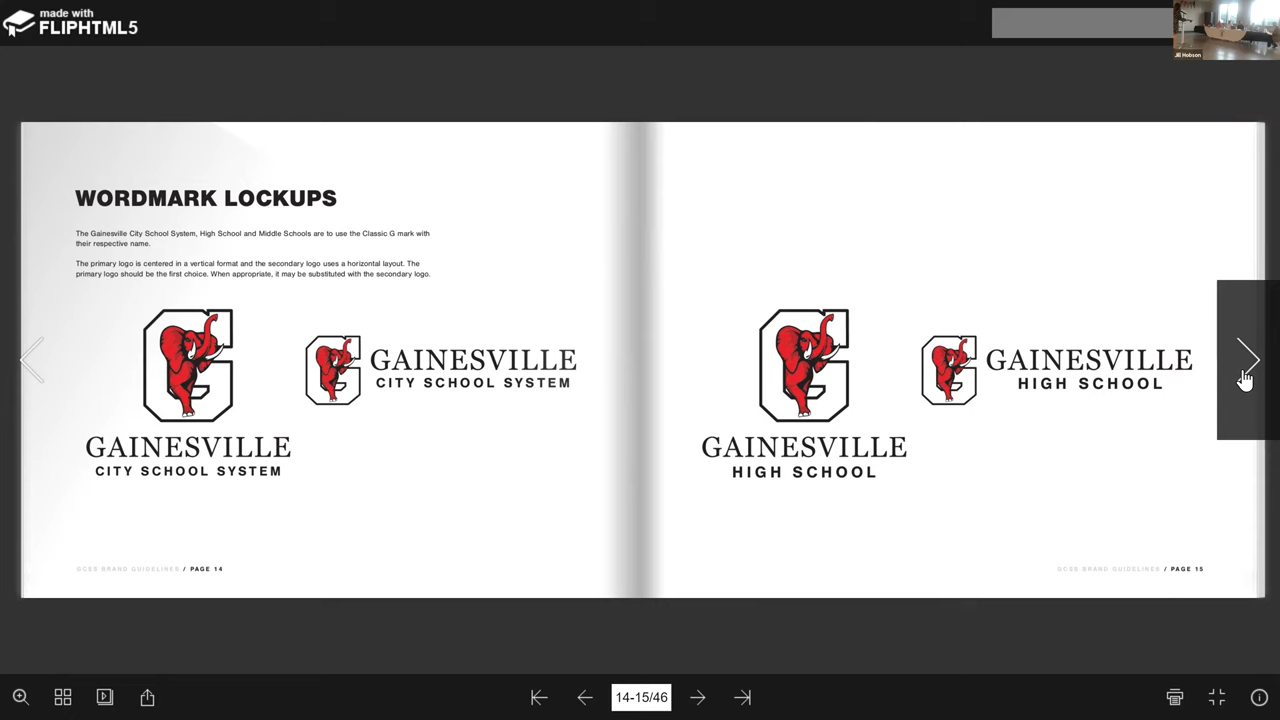 made with
FLIPHTML5
Jill Hobson
WORDMARK LOCKUPS
The Gainesville City School System, High School and Middle Schools are to use the Classic G mark with
their respective name.
The primary logo is centered in a vertical format and the secondary logo uses a horizontal layout. The
primary logo should be the first choice. When appropriate, it may be substituted with the secondary logo.
GAINESVILLE
CITY SCHOOL SYSTEM
GAINESVILLE
CITY SCHOOL SYSTEM
GCSS BRAND GUIDELINES / PAGE 14
GAINESVILLE
HIGH SCHOOL
GAINESVILLE
HIGH SCHOOL
GCSS BRAND GUIDELINES / PAGE 15
14-15/46